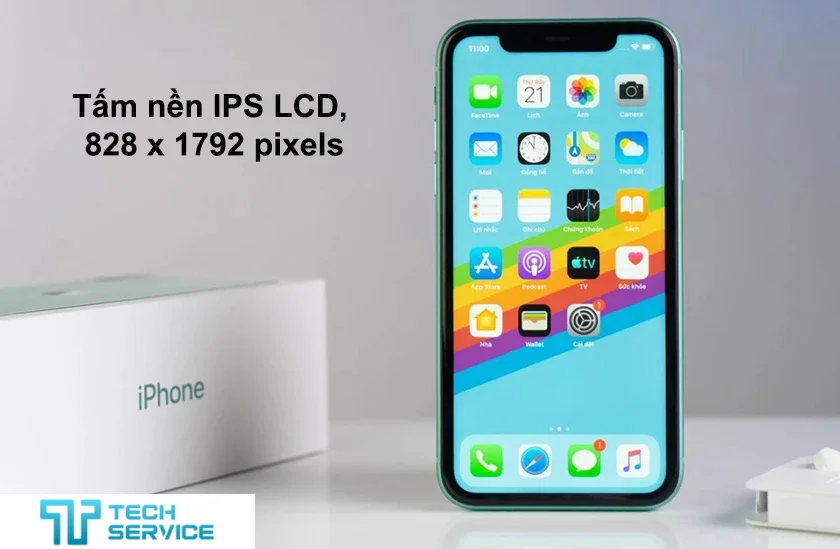 Tấm nền IPS LCD,
828 x 1792 pixels
11:00
Thứ Bảy
21
FaceTime Lịch Ảnh Camera
Mail Đồng hồ Bản đồ Thời tiết
Lời nhắc Ghi chú Chứng khoán Sách
tv
App Store Podcast TV Sức khỏe
1
Nhà Wallet Cài đặt
1
iPhone
TECH
SERVICE